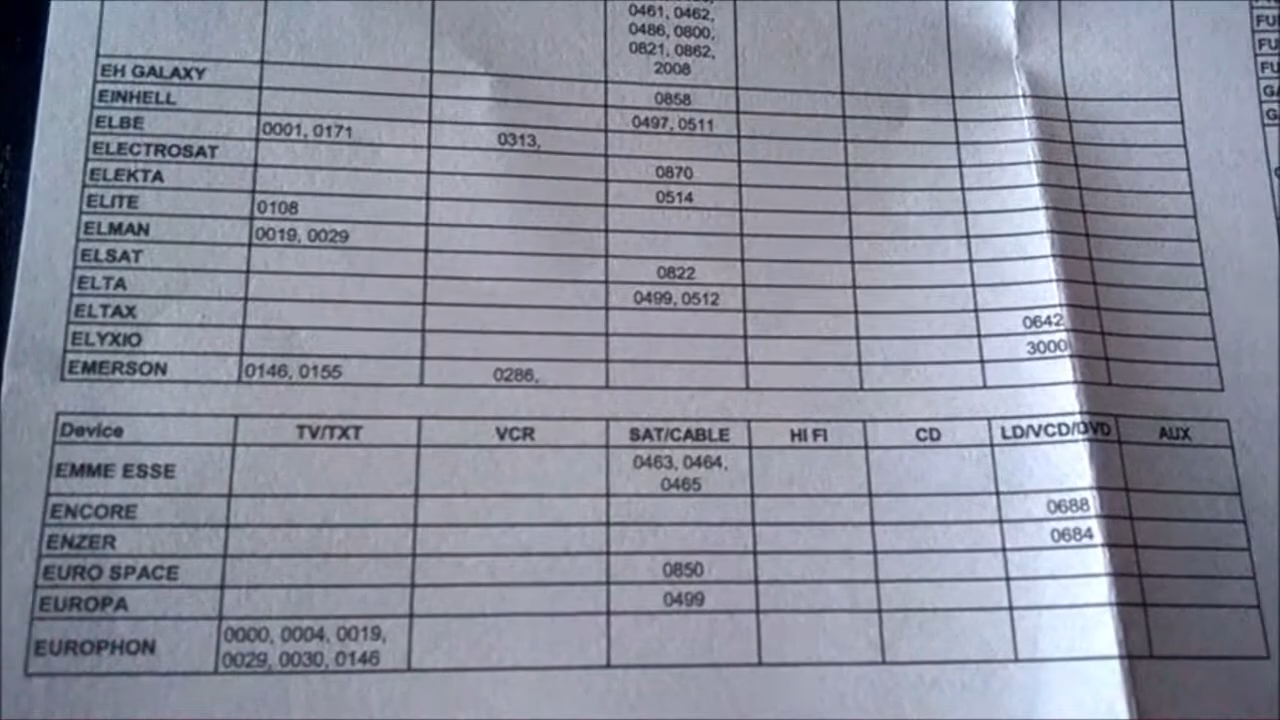 0461, 0462,
0486, 0800,
0821, 0862,
2008
EH GALAXY
EINHELL 0858
ELBE 0001, 0171 0313, 0497, 0511
ELECTROSAT
ELEKTA 0870
ELITE 0108 0514
ELMAN 0019, 0029
ELSAT 0822
ELTA 0499, 0512
ELTAX 0642
ELYXIO 3000
EMERSON 0146, 0155 0286,
Device TV/TXT VCR SAT/CABLE HI FI CD LD/VCD/DVD AUX
EMME ESSE 0463, 0464,
0465
ENCORE 0688
ENZER 0684
EURO SPACE 0850
EUROPA 0499
EUROPHON 0000, 0004, 0019,
0029, 0030, 0146